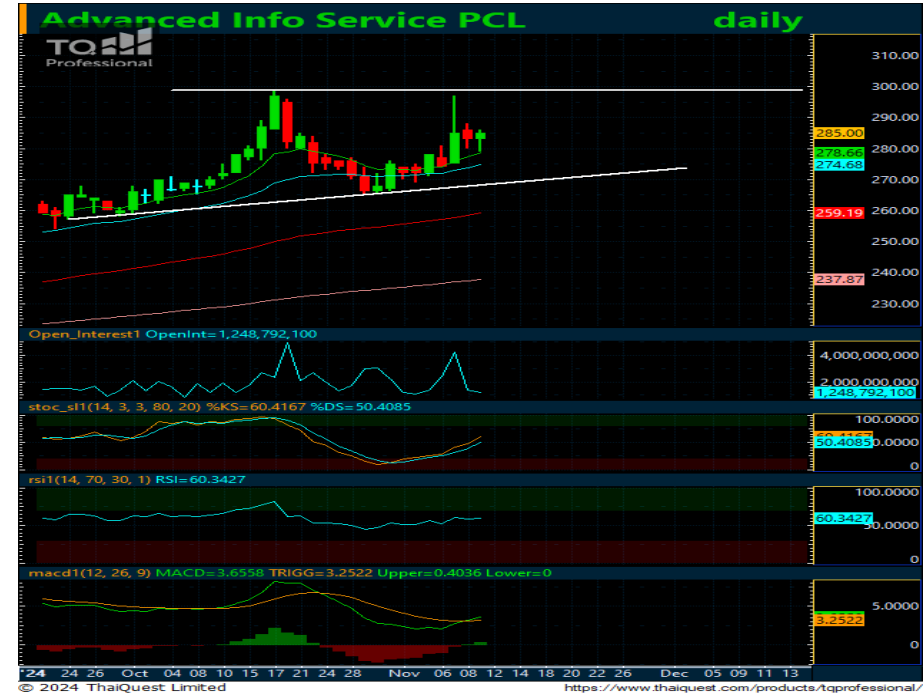 Advanced Info Service PCL daily
TQ
Professional
310.00
300.00
290.00
285.00
280.00
278.66
274.68
270.00
260.00
259.19
250.00
240.00
237.87
230.00
Open_Interest1 OpenInt=1,248,792,100
4,000,000,000
2,000,000,000
1,248,792,100
stoc_sl1(14, 3, 3, 80, 20) %KS=60.4167 %DS=50.4085
100.0000
50.4085
0
rsi1(14, 70, 30, 1) RSI=60.3427
100.0000
60.3427
0
macd1(12, 26, 9) MACD=3.6558 TRIGG=3.2522 Upper=0.4036 Lower=0
5.0000
3.2522
0
'24 24 26 Oct 04 08 10 15 17 21 24 28 Nov 06 08 12 14 18 20 22 26 Dec 05 09 11 13
© 2024 ThaiQuest Limited https://www.thaiquest.com/products/tqprofessional/